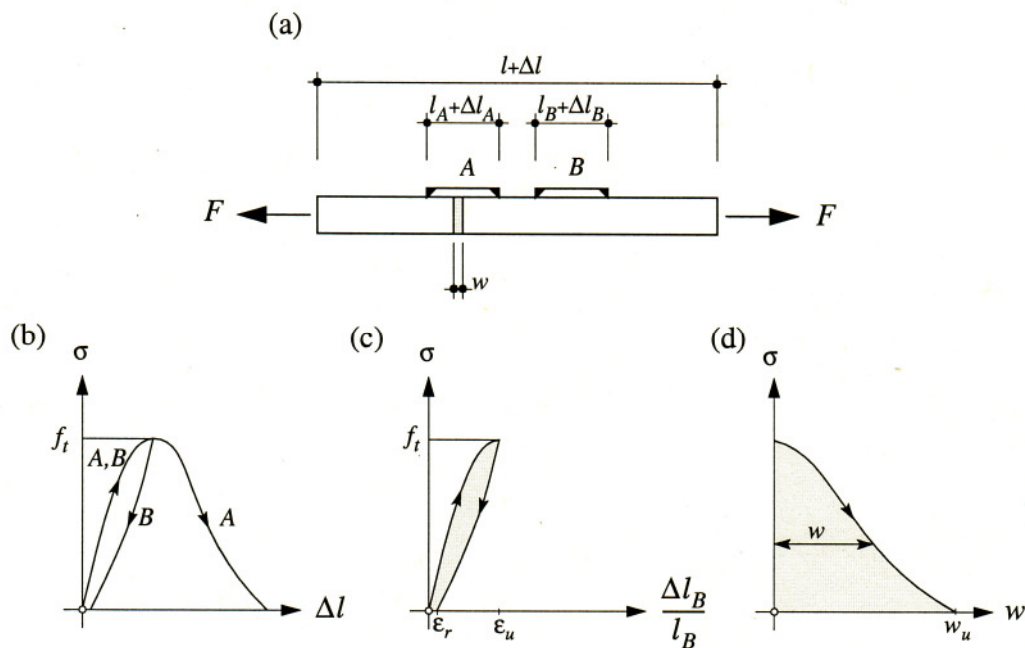 (a)
l+Δl
l_A+Δl_A
l_B+Δl_B
A
B
F
F
w
(b)
σ
f_t
A,B
B
A
Δl
(c)
σ
f_t
ε_r
ε_u
Δl_B
l_B
(d)
σ
w
w_u
w